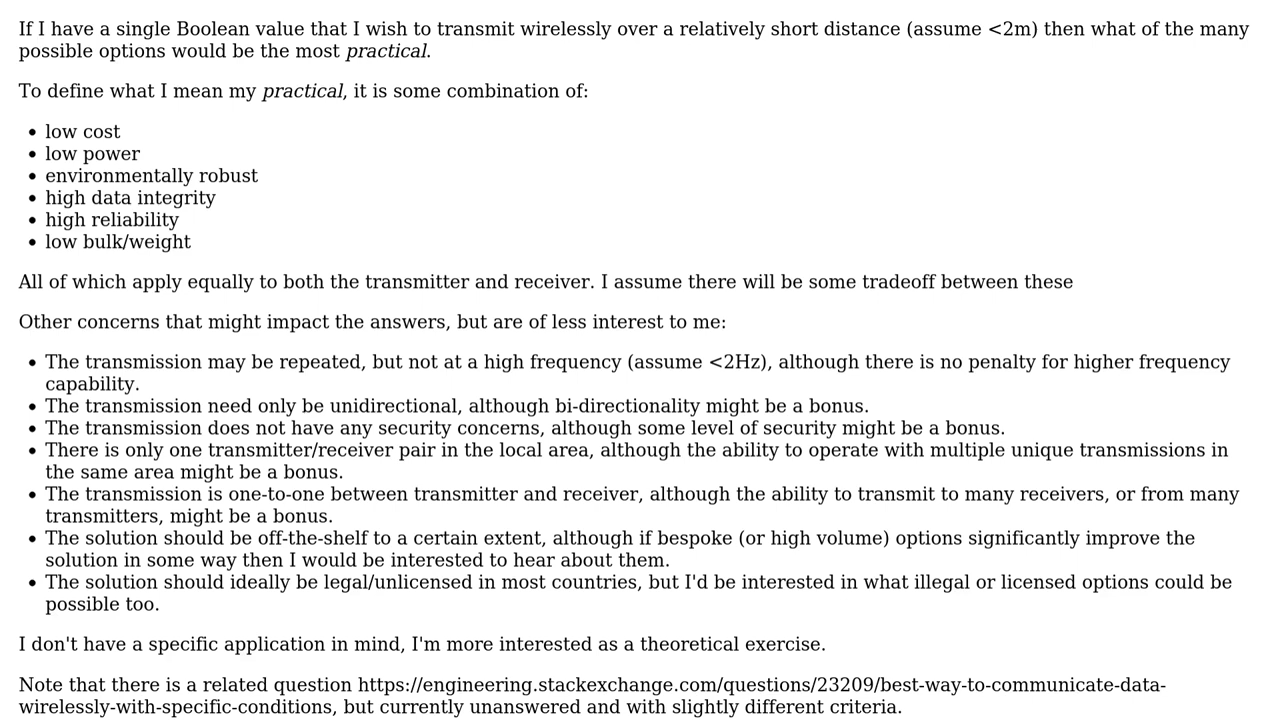 If I have a single Boolean value that I wish to transmit wirelessly over a relatively short distance (assume <2m) then what of the many
possible options would be the most practical.
To define what I mean my practical, it is some combination of:
• low cost
• low power
• environmentally robust
• high data integrity
• high reliability
• low bulk/weight
All of which apply equally to both the transmitter and receiver. I assume there will be some tradeoff between these
Other concerns that might impact the answers, but are of less interest to me:
• The transmission may be repeated, but not at a high frequency (assume <2Hz), although there is no penalty for higher frequency
capability.
• The transmission need only be unidirectional, although bi-directionality might be a bonus.
• The transmission does not have any security concerns, although some level of security might be a bonus.
• There is only one transmitter/receiver pair in the local area, although the ability to operate with multiple unique transmissions in
the same area might be a bonus.
• The transmission is one-to-one between transmitter and receiver, although the ability to transmit to many receivers, or from many
transmitters, might be a bonus.
• The solution should be off-the-shelf to a certain extent, although if bespoke (or high volume) options significantly improve the
solution in some way then I would be interested to hear about them.
• The solution should ideally be legal/unlicensed in most countries, but I'd be interested in what illegal or licensed options could be
possible too.
I don't have a specific application in mind, I'm more interested as a theoretical exercise.
Note that there is a related question https://engineering.stackexchange.com/questions/23209/best-way-to-communicate-data-
wirelessly-with-specific-conditions, but currently unanswered and with slightly different criteria.